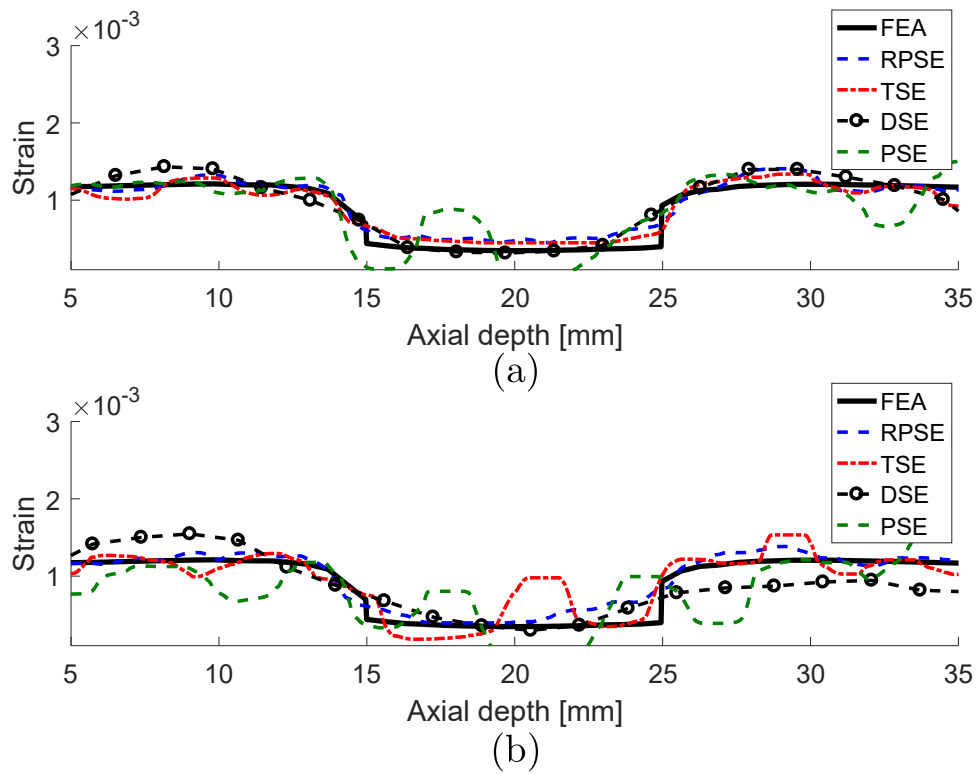 ×10⁻³
3
2
1
Strain
5 10 15 20 25 30 35
Axial depth [mm]
FEA
RPSE
TSE
DSE
PSE
(a)
×10⁻³
3
2
1
Strain
5 10 15 20 25 30 35
Axial depth [mm]
FEA
RPSE
TSE
DSE
PSE
(b)